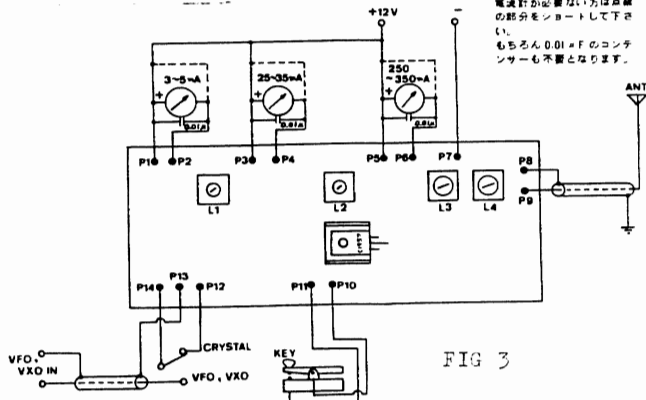 電流計が必要ない方は点線
の部分をショートして下さ
い。
もちろん 0.01μF のコンデ
ンサーも不要となります。
+12V
−
ANT
3~5mA
25~35mA
250
~350mA
+
+
+
0.01μ
0.01μ
0.01μ
P1
P2
P3
P4
P5
P6
P7
P8
P9
L1
L2
L3
L4
P14
P13
P12
P11
P10
CRYSTAL
VFO,
VXO IN
VFO, VXO
KEY
FIG 3